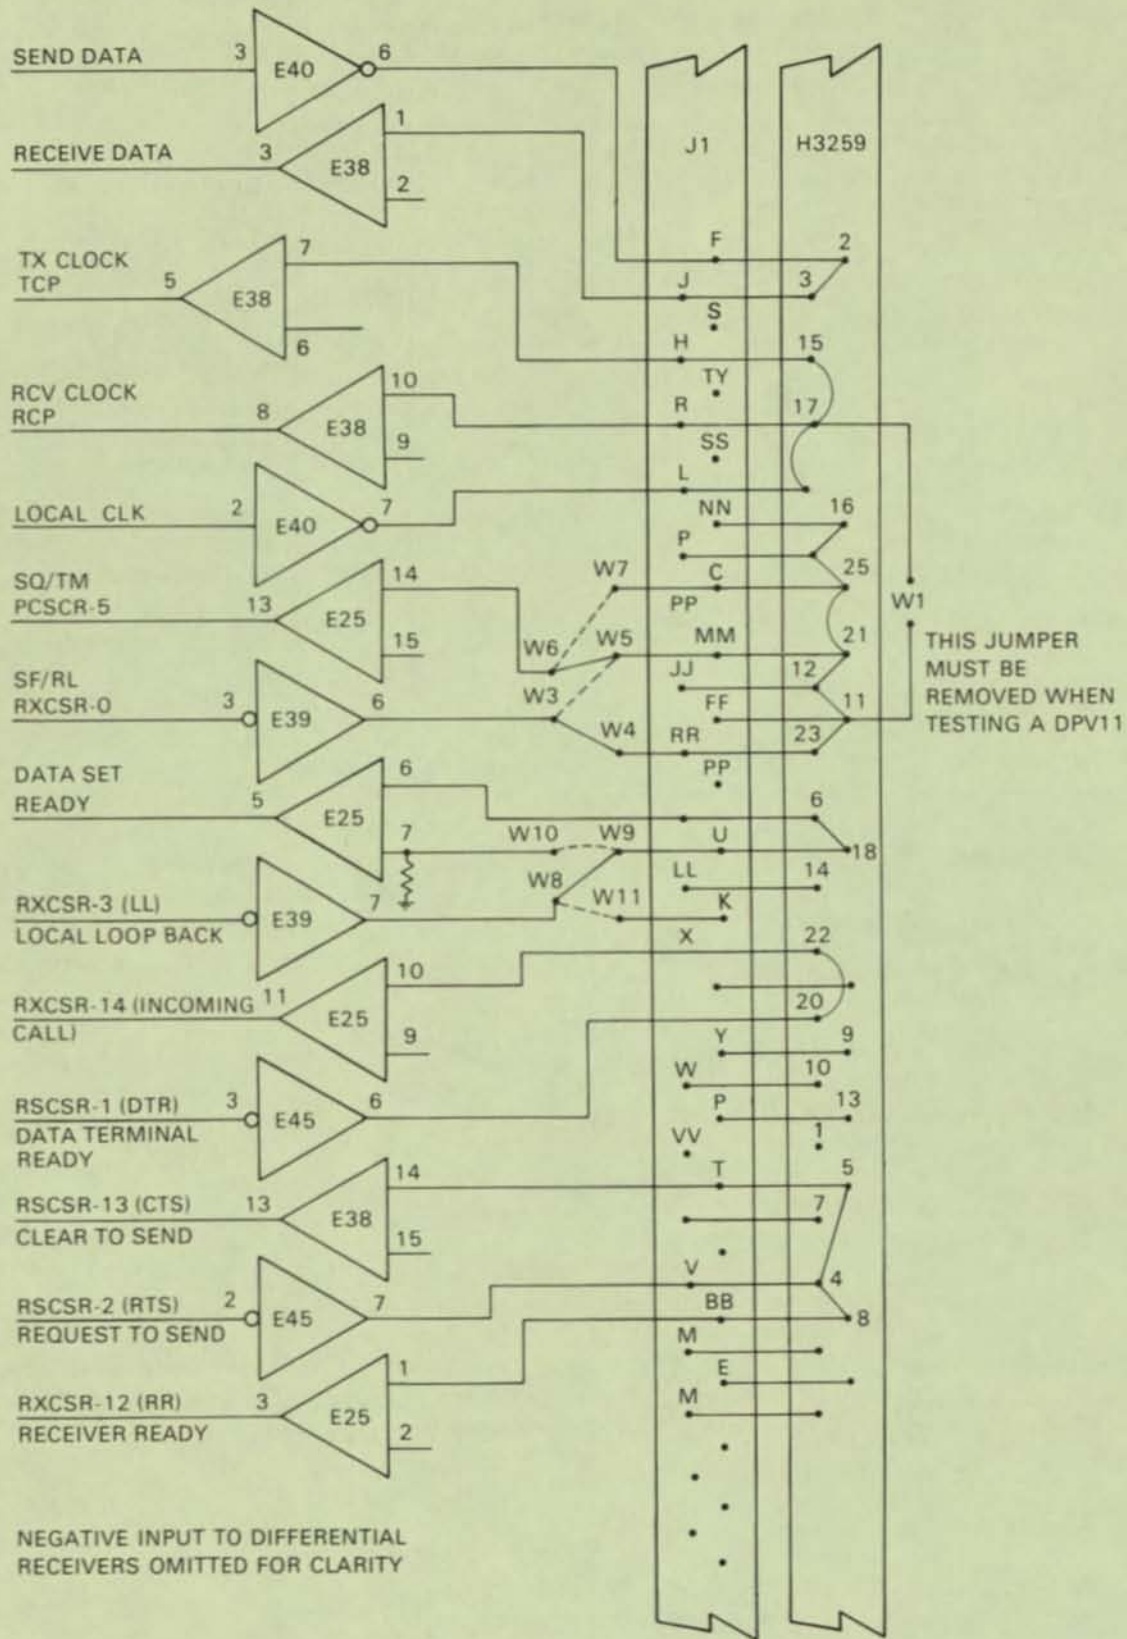 SEND DATA 3 E40 6
RECEIVE DATA 3 E38 1
2
J1 H3259
F 2
J 3
S
TX CLOCK
TCP 5 E38 7
6
H 15
TY
RCV CLOCK
RCP 8 E38 10
9
R 17
SS
L
LOCAL CLK 2 E40 7
NN 16
P
SQ/TM
PCSCR-5 13 E25 14
15
W7 C 25
PP
W6 W5 MM 21
W1
THIS JUMPER
MUST BE
REMOVED WHEN
TESTING A DPV11
SF/RL
RXCSR-0 3 E39 6
W3 JJ 12
FF 11
W4 RR 23
PP
DATA SET
READY 5 E25 6
7
6
W10 W9 U 18
LL 14
W8 W11 K
RXCSR-3 (LL)
LOCAL LOOP BACK
E39 7
X 22
RXCSR-14 (INCOMING
CALL)
11 E25 10
9
20
Y 9
W 10
RSCSR-1 (DTR)
DATA TERMINAL
READY
3 E45 6
P 13
VV 1
T 5
RSCSR-13 (CTS)
CLEAR TO SEND
13 E38 14
15
7
V 4
RSCSR-2 (RTS)
REQUEST TO SEND
2 E45 7
BB 8
M
E
M
RXCSR-12 (RR)
RECEIVER READY
3 E25 1
2
NEGATIVE INPUT TO DIFFERENTIAL
RECEIVERS OMITTED FOR CLARITY